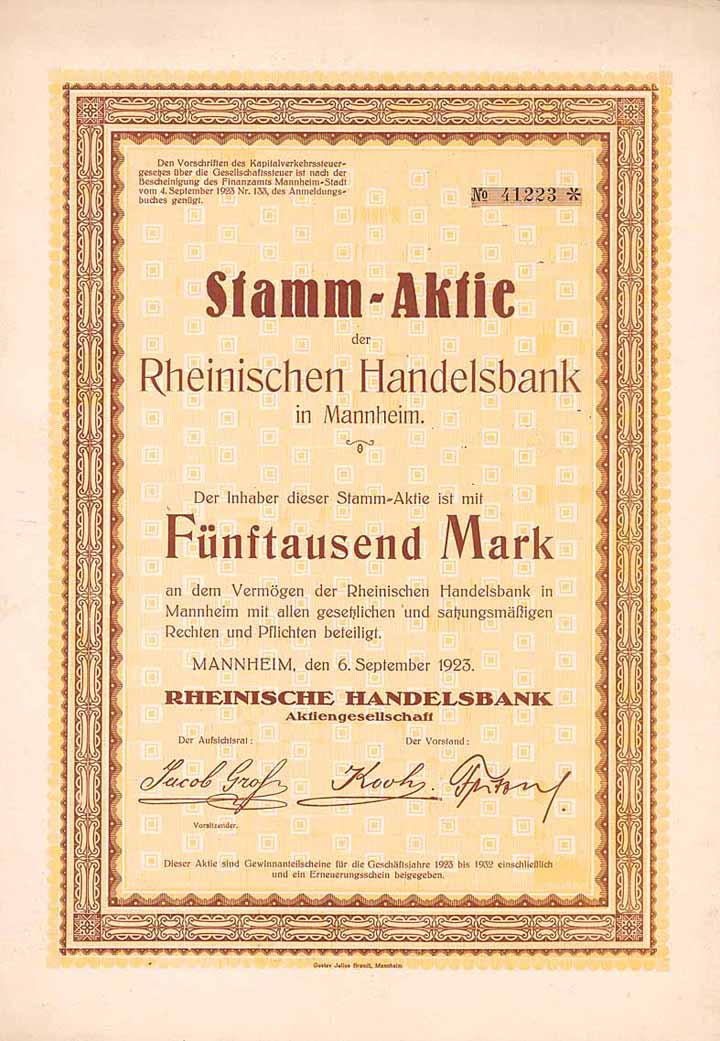 Den Vorschriften des Kapitalverkehrssteuer-
gesetzes über die Gesellschaftssteuer ist nach der
Bescheinigung des Finanzamts Mannheim-Stadt
vom 4. September 1923 Nr. 133, des Anmeldungs-
buches genügt.
No 41223 *
Stamm-Aktie
der
Rheinischen Handelsbank
in Mannheim.
Der Inhaber dieser Stamm-Aktie ist mit
Fünftausend Mark
an dem Vermögen der Rheinischen Handelsbank in
Mannheim mit allen gesetzlichen und satzungsmäßigen
Rechten und Pflichten beteiligt.
MANNHEIM, den 6. September 1923.
RHEINISCHE HANDELSBANK
Aktiengesellschaft
Der Aufsichtsrat: Der Vorstand:
Jacob Groß
Vorsitzender.
Dieser Aktie sind Gewinnanteilscheine für die Geschäftsjahre 1923 bis 1932 einschließlich
und ein Erneuerungsschein beigegeben.
Gustav Julius Brandt, Mannheim